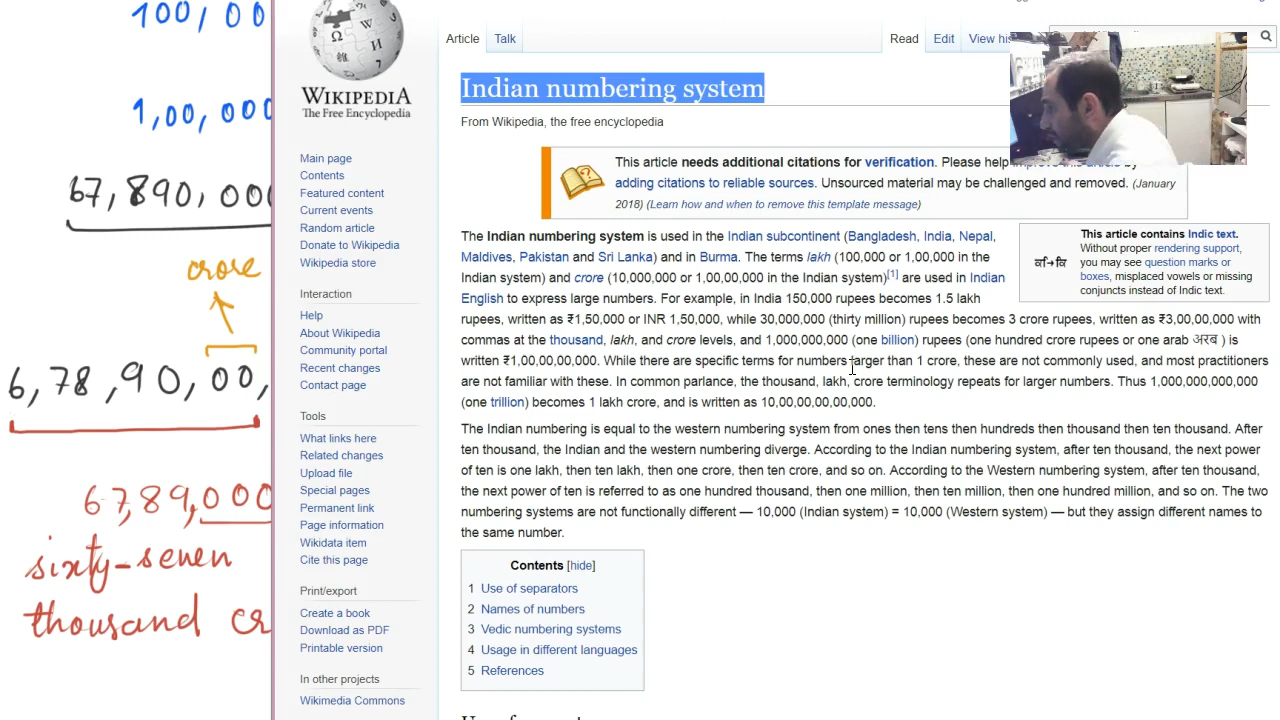 100,00
1,00,000
67,890,000
crore
6,78,90,00,
67,89,000
sixty-seven
thousand cr
WIKIPEDIA
The Free Encyclopedia
Main page
Contents
Featured content
Current events
Random article
Donate to Wikipedia
Wikipedia store
Interaction
Help
About Wikipedia
Community portal
Recent changes
Contact page
Tools
What links here
Related changes
Upload file
Special pages
Permanent link
Page information
Wikidata item
Cite this page
Print/export
Create a book
Download as PDF
Printable version
In other projects
Wikimedia Commons
Article Talk Read Edit View his
Indian numbering system
From Wikipedia, the free encyclopedia
This article needs additional citations for verification. Please help improve this article by
adding citations to reliable sources. Unsourced material may be challenged and removed. (January
2018) (Learn how and when to remove this template message)
This article contains Indic text.
Without proper rendering support,
you may see question marks or
boxes, misplaced vowels or missing
conjuncts instead of Indic text.
The Indian numbering system is used in the Indian subcontinent (Bangladesh, India, Nepal,
Maldives, Pakistan and Sri Lanka) and in Burma. The terms lakh (100,000 or 1,00,000 in the
Indian system) and crore (10,000,000 or 1,00,00,000 in the Indian system)[1] are used in Indian
English to express large numbers. For example, in India 150,000 rupees becomes 1.5 lakh
rupees, written as ₹1,50,000 or INR 1,50,000, while 30,000,000 (thirty million) rupees becomes 3 crore rupees, written as ₹3,00,00,000 with
commas at the thousand, lakh, and crore levels, and 1,000,000,000 (one billion) rupees (one hundred crore rupees or one arab अरब ) is
written ₹1,00,00,00,000. While there are specific terms for numbers larger than 1 crore, these are not commonly used, and most practitioners
are not familiar with these. In common parlance, the thousand, lakh, crore terminology repeats for larger numbers. Thus 1,000,000,000,000
(one trillion) becomes 1 lakh crore, and is written as 10,00,00,00,00,000.
The Indian numbering is equal to the western numbering system from ones then tens then hundreds then thousand then ten thousand. After
ten thousand, the Indian and the western numbering diverge. According to the Indian numbering system, after ten thousand, the next power
of ten is one lakh, then ten lakh, then one crore, then ten crore, and so on. According to the Western numbering system, after ten thousand,
the next power of ten is referred to as one hundred thousand, then one million, then ten million, then one hundred million, and so on. The two
numbering systems are not functionally different — 10,000 (Indian system) = 10,000 (Western system) — but they assign different names to
the same number.
Contents [hide]
1 Use of separators
2 Names of numbers
3 Vedic numbering systems
4 Usage in different languages
5 References